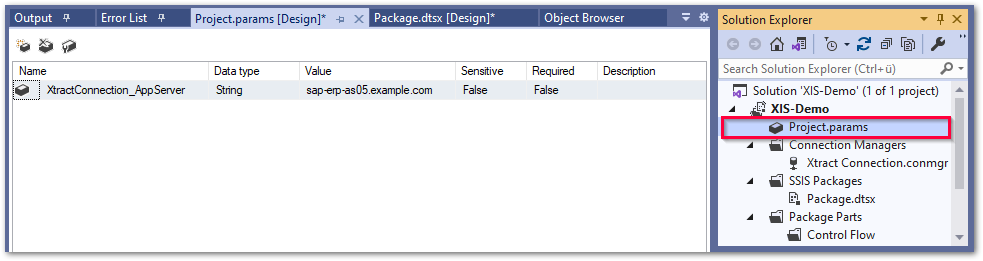 Output Error List Project.params [Design]* Package.dtsx [Design]* Object Browser
Name Data type Value Sensitive Required Description
XtractConnection_AppServer String sap-erp-as05.example.com False False
Solution Explorer
Search Solution Explorer (Ctrl+ü)
Solution 'XIS-Demo' (1 of 1 project)
XIS-Demo
Project.params
Connection Managers
Xtract Connection.conmgr
SSIS Packages
Package.dtsx
Package Parts
Control Flow